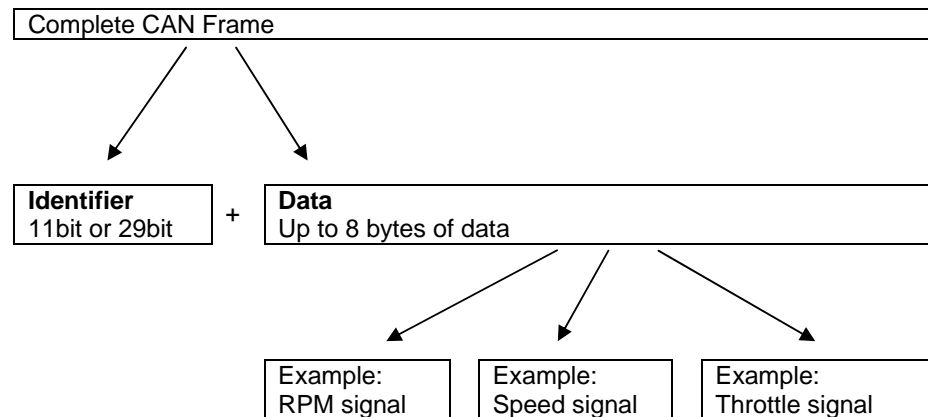 Complete CAN Frame
Identifier
11bit or 29bit
+
Data
Up to 8 bytes of data
Example:
RPM signal
Example:
Speed signal
Example:
Throttle signal